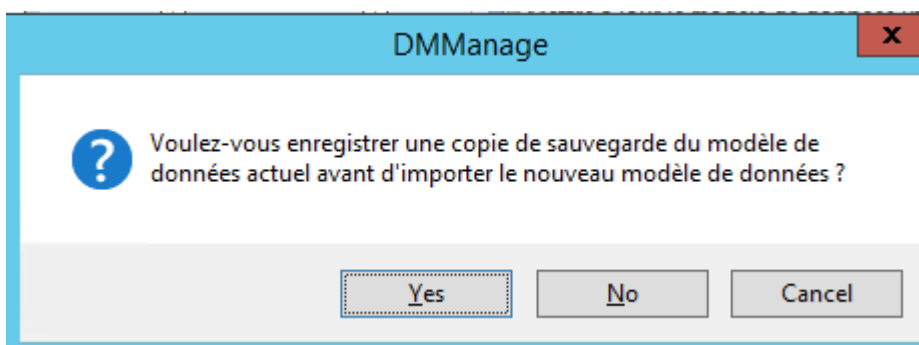 DMManage
x
Voulez-vous enregistrer une copie de sauvegarde du modèle de
données actuel avant d'importer le nouveau modèle de données ?
Yes
No
Cancel